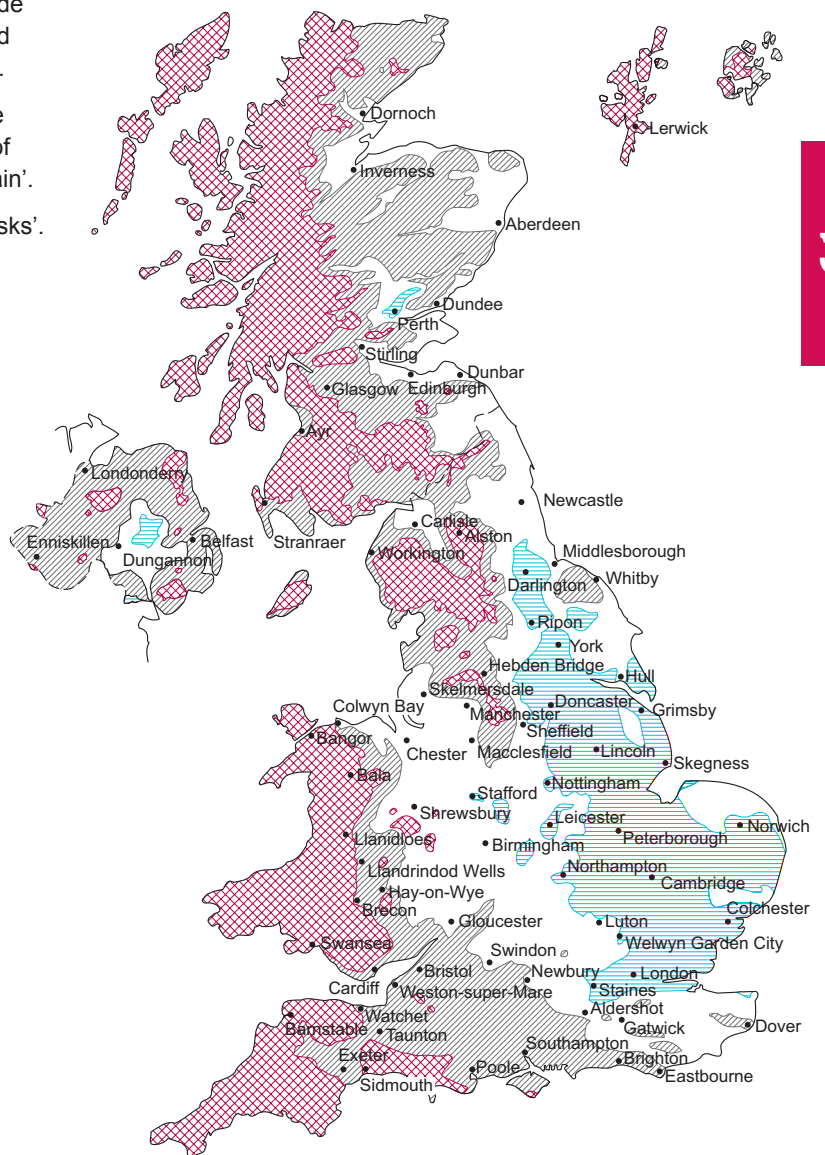 de
d
.
e
of
ain’.
sks’.
Dornoch
Lerwick
Inverness
Aberdeen
Dundee
Perth
Stirling
Dunbar
Glasgow
Edinburgh
Ayr
Londonderry
Newcastle
Carlisle
Alston
Enniskillen
Belfast
Stranraer
Dungannon
Workington
Middlesborough
Darlington
Whitby
Ripon
York
Hebden Bridge
Hull
Skelmersdale
Colwyn Bay
Doncaster
Manchester
Grimsby
Sheffield
Bangor
Chester
Macclesfield
Lincoln
Skegness
Bala
Nottingham
Stafford
Shrewsbury
Leicester
Norwich
Llanidloes
Peterborough
Birmingham
Llandrindod Wells
Northampton
Cambridge
Hay-on-Wye
Brecon
Colchester
Gloucester
Luton
Swansea
Welwyn Garden City
Swindon
Bristol
Newbury
London
Cardiff
Weston-super-Mare
Staines
Watchet
Aldershot
Barnstable
Taunton
Gatwick
Dover
Southampton
Exeter
Poole
Brighton
Sidmouth
Eastbourne